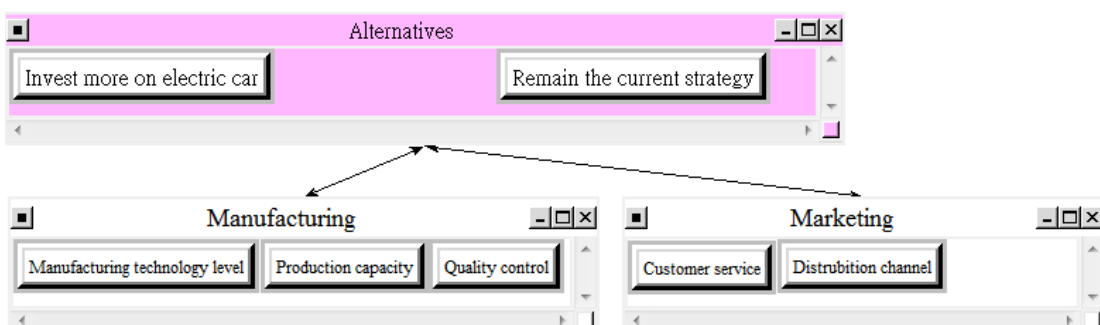 Alternatives
Invest more on electric car
Remain the current strategy
Manufacturing
Manufacturing technology level
Production capacity
Quality control
Marketing
Customer service
Distrubition channel